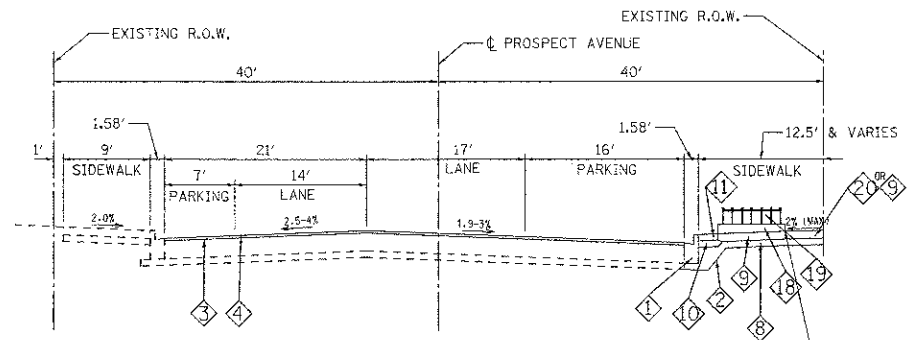 EXISTING R.O.W.
EXISTING R.O.W.
℄ PROSPECT AVENUE
40' 40'
1.58' 1.58' 12.5' & VARIES
1' 9' 21' 17' 16'
SIDEWALK LANE PARKING SIDEWALK
7' 14'
PARKING LANE
11 20 OR 9
2.0% 2.5-4% 1.9-3% 2% (MAX)
3 4 1 10 2 9 8 18 19